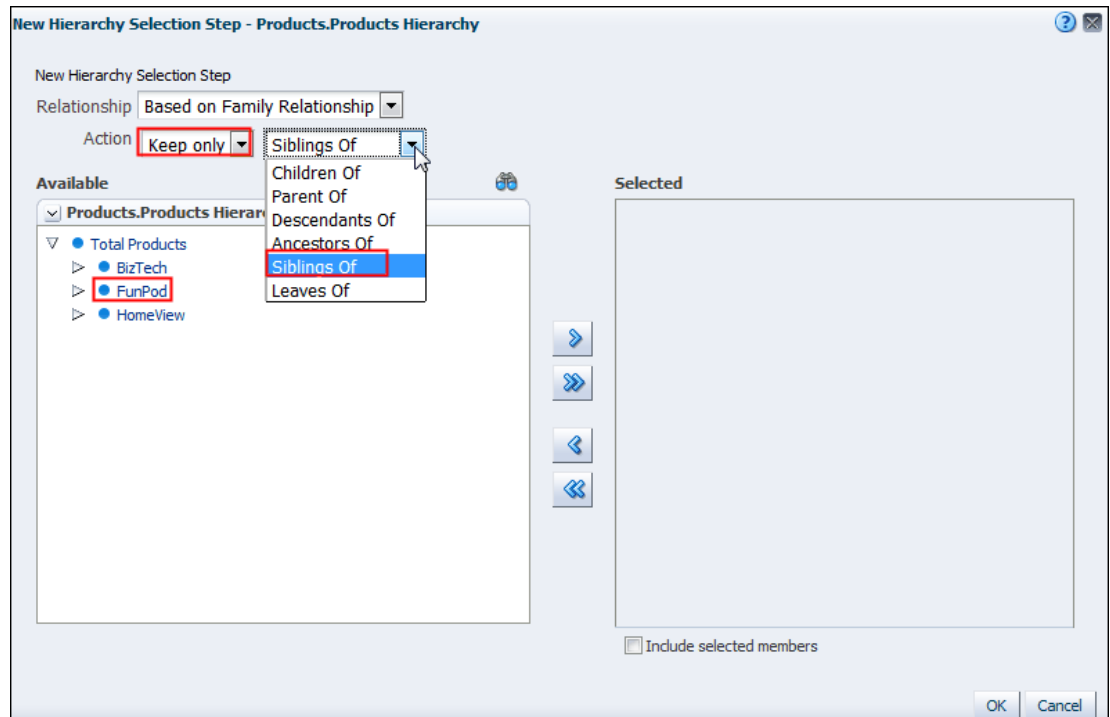 New Hierarchy Selection Step - Products.Products Hierarchy
New Hierarchy Selection Step
Relationship Based on Family Relationship
Action Keep only Siblings Of
Children Of
Parent Of
Descendants Of
Ancestors Of
Siblings Of
Leaves Of
Available
Products.Products Hierar
Total Products
BizTech
FunPod
HomeView
Selected
Include selected members
OK Cancel